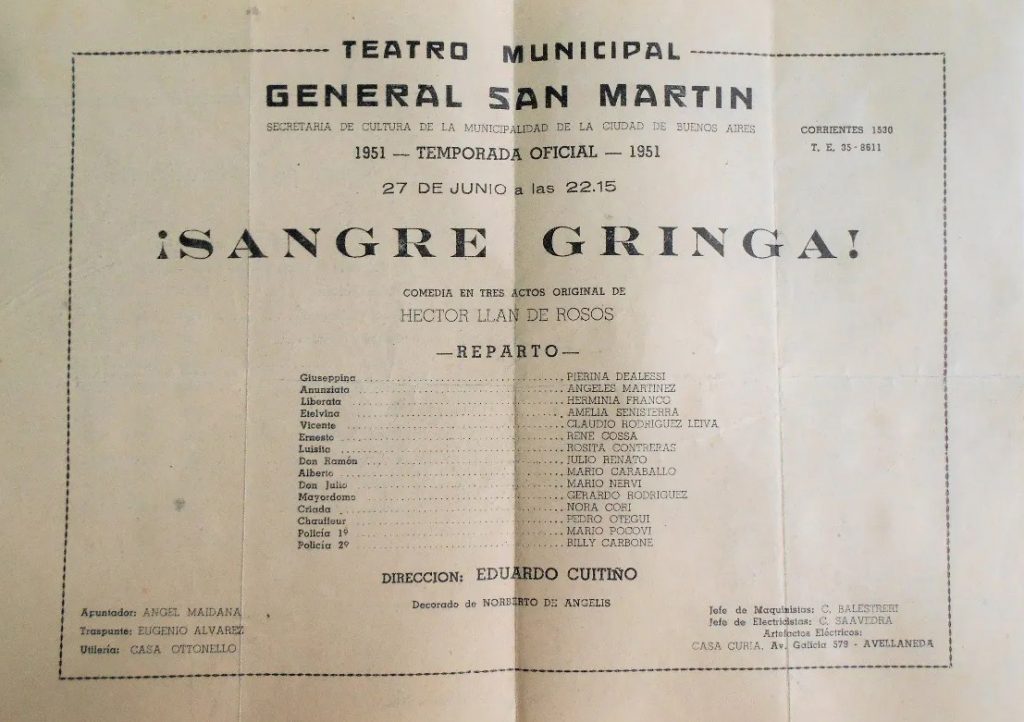 TEATRO MUNICIPAL
GENERAL SAN MARTIN
SECRETARIA DE CULTURA DE LA MUNICIPALIDAD DE LA CIUDAD DE BUENOS AIRES
CORRIENTES 1530
T. E. 35-8611
1951 — TEMPORADA OFICIAL — 1951
27 DE JUNIO a las 22.15
¡SANGRE GRINGA!
COMEDIA EN TRES ACTOS ORIGINAL DE
HECTOR LLAN DE ROSOS
—REPARTO—
Giuseppina ........ PIERINA DEALESSI
Anunziata ........ ANGELES MARTINEZ
Liberata ........ HERMINIA FRANCO
Etelvina ........ AMELIA SENISTERRA
Vicente ........ CLAUDIO RODRIGUEZ LEIVA
Ernesto ........ RENE COSSA
Luisita ........ ROSITA CONTRERAS
Don Ramón ........ JULIO RENATO
Alberto ........ MARIO CARABALLO
Don Julio ........ MARIO NERVI
Mayordomo ........ GERARDO RODRIGUEZ
Criada ........ NORA CORI
Chauffeur ........ PEDRO OTEGUI
Policía 1º ........ MARIO POCOVI
Policía 2º ........ BILLY CARBONE
DIRECCION: EDUARDO CUITIÑO
Decorado de NORBERTO DE ANGELIS
Apuntador: ANGEL MAIDANA
Traspunte: EUGENIO ALVAREZ
Utilería: CASA OTTONELLO
Jefe de Maquinistas: C. BALESTRERI
Jefe de Electricistas: C. SAAVEDRA
Artefactos Eléctricos:
CASA CURIA, Av. Galicia 579 - AVELLANEDA